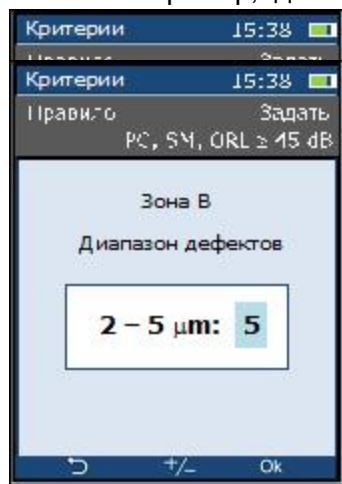 Критерии 15:38
Критерии 15:38
Правило Задать
PC, SM, ORL ≥ 45 dB
Зона B
Диапазон дефектов
2 – 5 µm: 5
+/- Ok